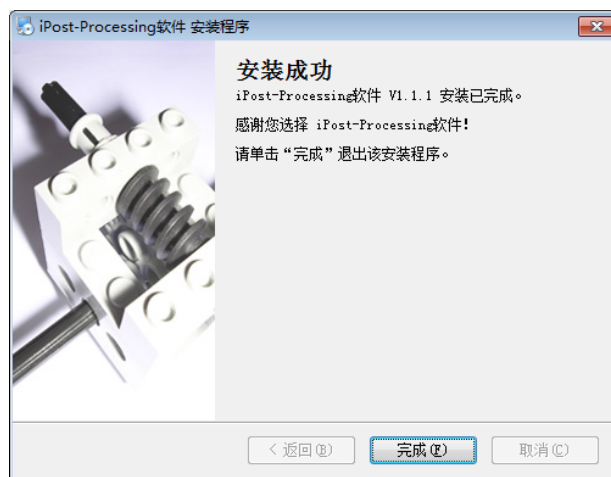 iPost-Processing软件 安装程序
安装成功
iPost-Processing软件 V1.1.1 安装已完成。
感谢您选择 iPost-Processing软件!
请单击“完成”退出该安装程序。
< 返回(B)
完成(F)
取消(C)